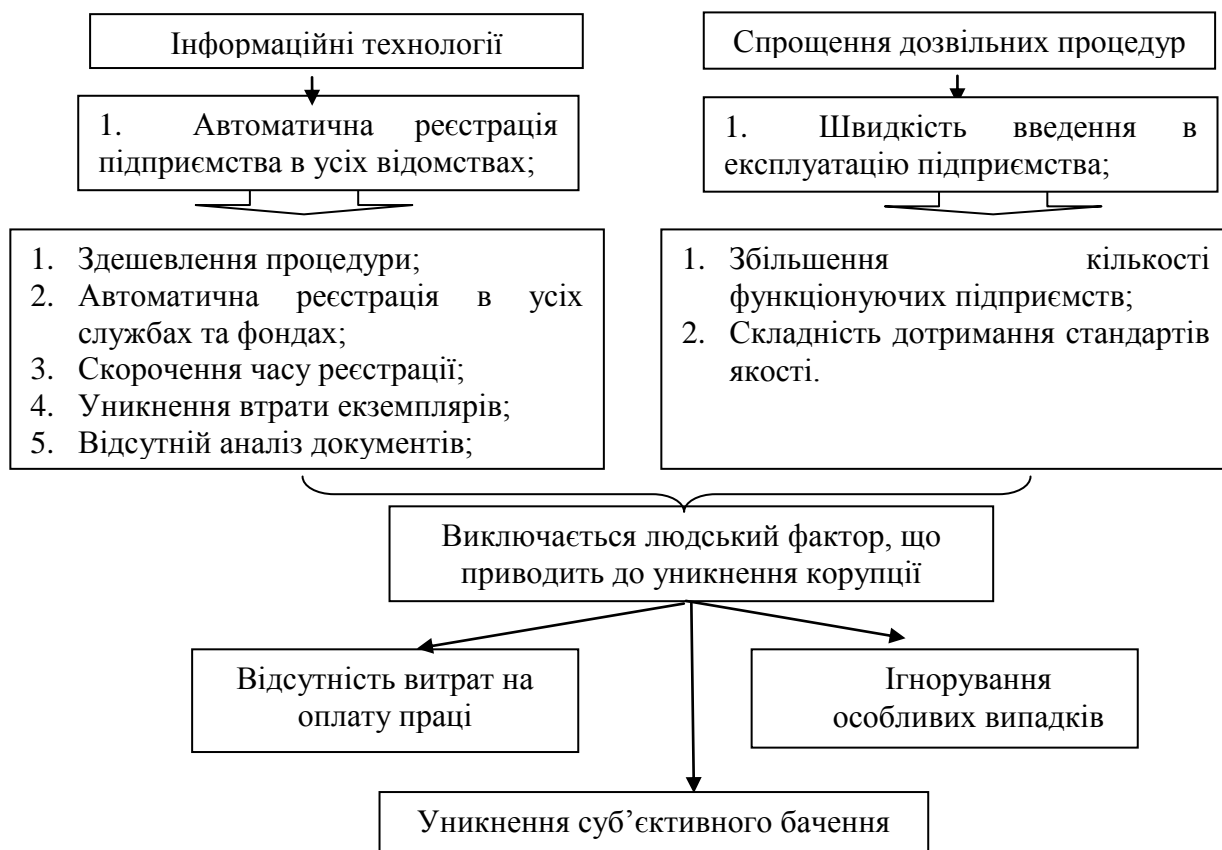 Інформаційні технології
1. Автоматична реєстрація
підприємства в усіх відомствах;
1. Здешевлення процедури;
2. Автоматична реєстрація в усіх
службах та фондах;
3. Скорочення часу реєстрації;
4. Уникнення втрати екземплярів;
5. Відсутній аналіз документів;
Спрощення дозвільних процедур
1. Швидкість введення в
експлуатацію підприємства;
1. Збільшення кількості
функціонуючих підприємств;
2. Складність дотримання стандартів
якості.
Виключається людський фактор, що
приводить до уникнення корупції
Відсутність витрат на
оплату праці
Ігнорування
особливих випадків
Уникнення суб’єктивного бачення